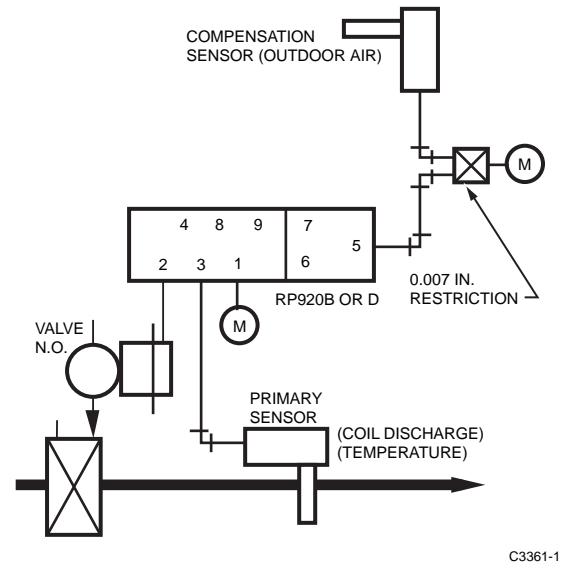 COMPENSATION
SENSOR (OUTDOOR AIR)
M
4 8 9 7
5
2 3 1 6
0.007 IN.
RESTRICTION
RP920B OR D
M
VALVE
N.O.
PRIMARY
SENSOR
(COIL DISCHARGE)
(TEMPERATURE)
C3361-1